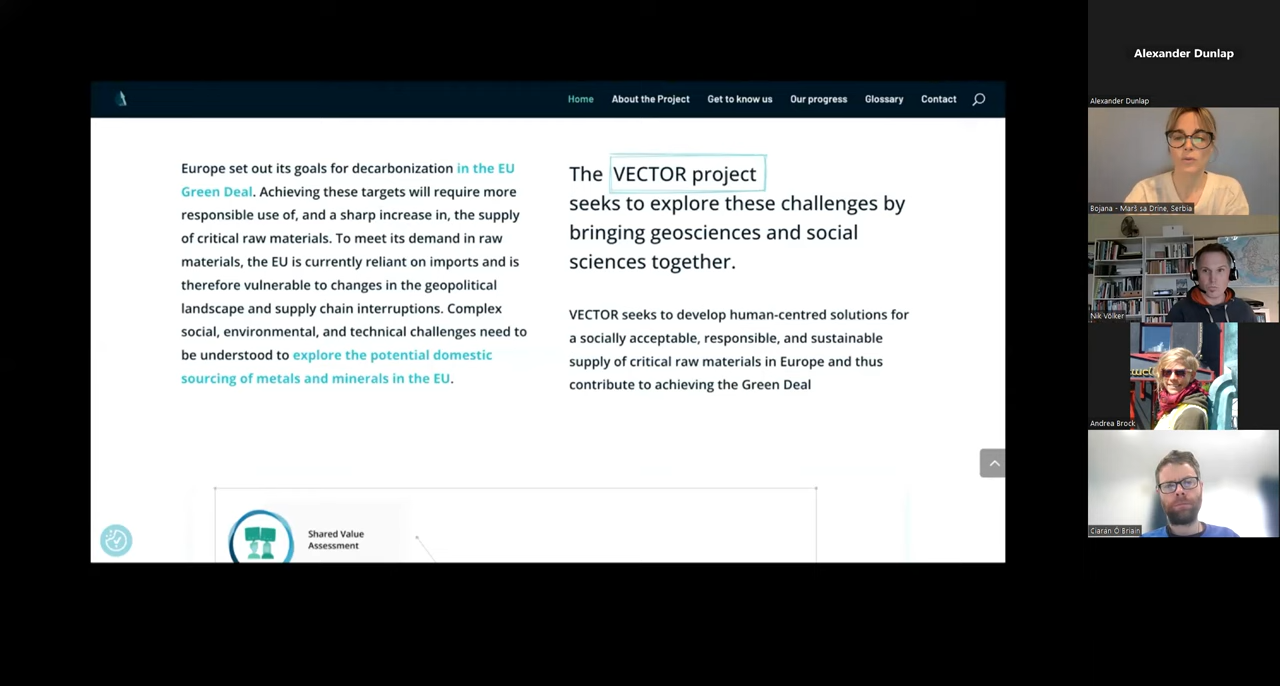 Home
About the Project
Get to know us
Our progress
Glossary
Contact
Europe set out its goals for decarbonization in the EU
Green Deal. Achieving these targets will require more
responsible use of, and a sharp increase in, the supply
of critical raw materials. To meet its demand in raw
materials, the EU is currently reliant on imports and is
therefore vulnerable to changes in the geopolitical
landscape and supply chain interruptions. Complex
social, environmental, and technical challenges need to
be understood to explore the potential domestic
sourcing of metals and minerals in the EU.
The VECTOR project
seeks to explore these challenges by
bringing geosciences and social
sciences together.
VECTOR seeks to develop human-centred solutions for
a socially acceptable, responsible, and sustainable
supply of critical raw materials in Europe and thus
contribute to achieving the Green Deal
Shared Value
Assessment
Alexander Dunlap
Alexander Dunlap
Bojana - Marš sa Drine, Serbia
Nik Völker
Andrea Brock
Ciarán Ó Briain